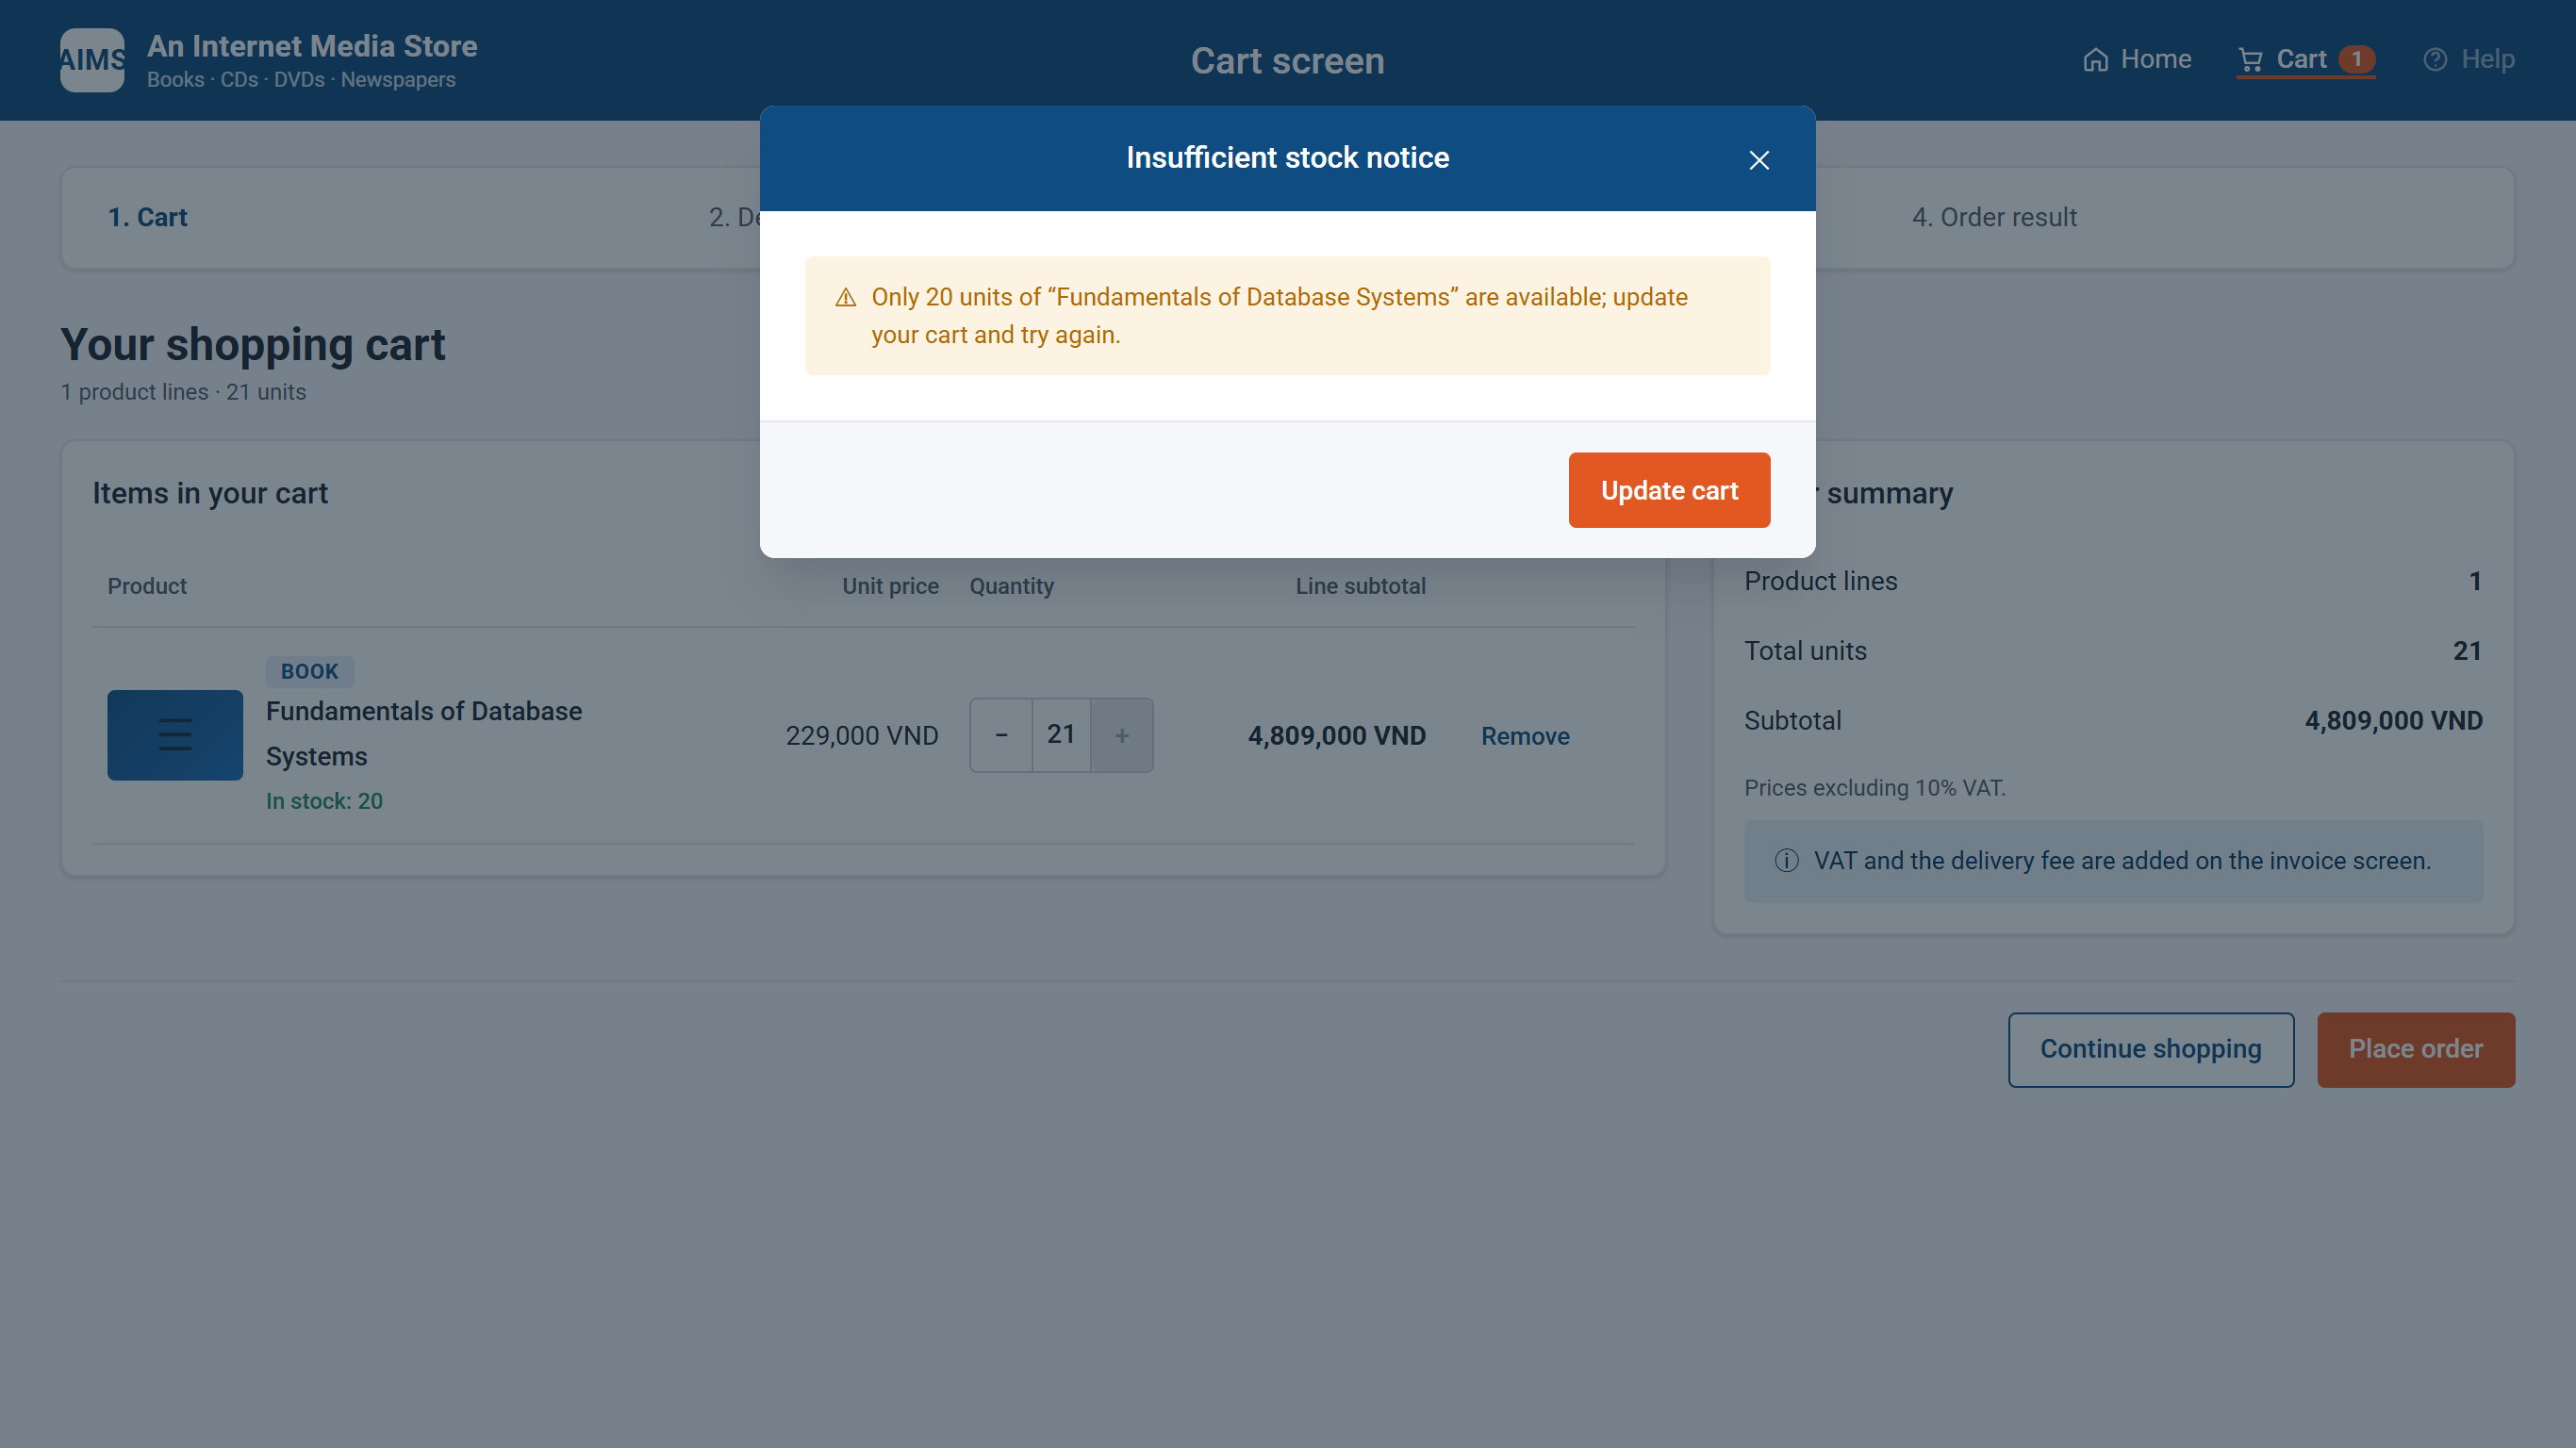 AIMS
An Internet Media Store
Books · CDs · DVDs · Newspapers
Cart screen
Home
Cart 1
Help
Insufficient stock notice
1. Cart
4. Order result
Only 20 units of “Fundamentals of Database Systems” are available; update
your cart and try again.
Your shopping cart
1 product lines · 21 units
Update cart
Items in your cart
Product
Unit price
Quantity
Line subtotal
BOOK
Fundamentals of Database
Systems
In stock: 20
229,000 VND
− 21 +
4,809,000 VND
Remove
summary
Product lines 1
Total units 21
Subtotal 4,809,000 VND
Prices excluding 10% VAT.
VAT and the delivery fee are added on the invoice screen.
Continue shopping
Place order